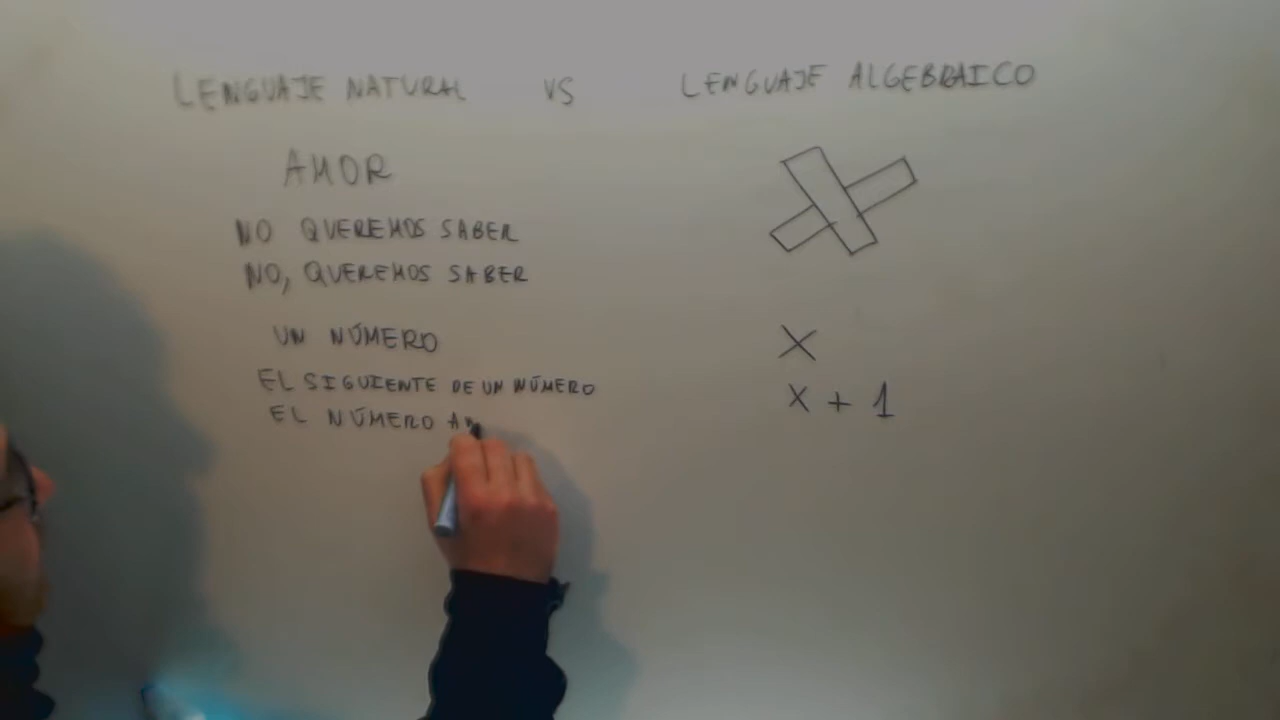 LENGUAJE NATURAL VS LENGUAJE ALGEBRAICO
AMOR
NO QUEREMOS SABER
NO, QUEREMOS SABER
UN NÚMERO X
EL SIGUIENTE DE UN NÚMERO X + 1
EL NÚMERO